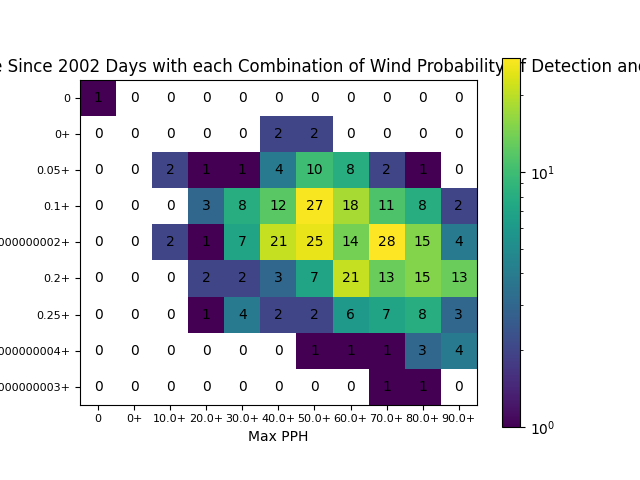 e Since 2002 Days with each Combination of Wind Probability of Detection and
0 1 0 0 0 0 0 0 0 0 0 0
0+ 0 0 0 0 0 2 2 0 0 0 0
0.05+ 0 0 2 1 1 4 10 8 2 1 0
0.1+ 0 0 0 3 8 12 27 18 11 8 2
000000002+ 0 0 2 1 7 21 25 14 28 15 4
0.2+ 0 0 0 2 2 3 7 21 13 15 13
0.25+ 0 0 0 1 4 2 2 6 7 8 3
000000004+ 0 0 0 0 0 0 1 1 1 3 4
000000003+ 0 0 0 0 0 0 0 0 1 1 0
0 0+ 10.0+ 20.0+ 30.0+ 40.0+ 50.0+ 60.0+ 70.0+ 80.0+ 90.0+
Max PPH
10¹
10⁰